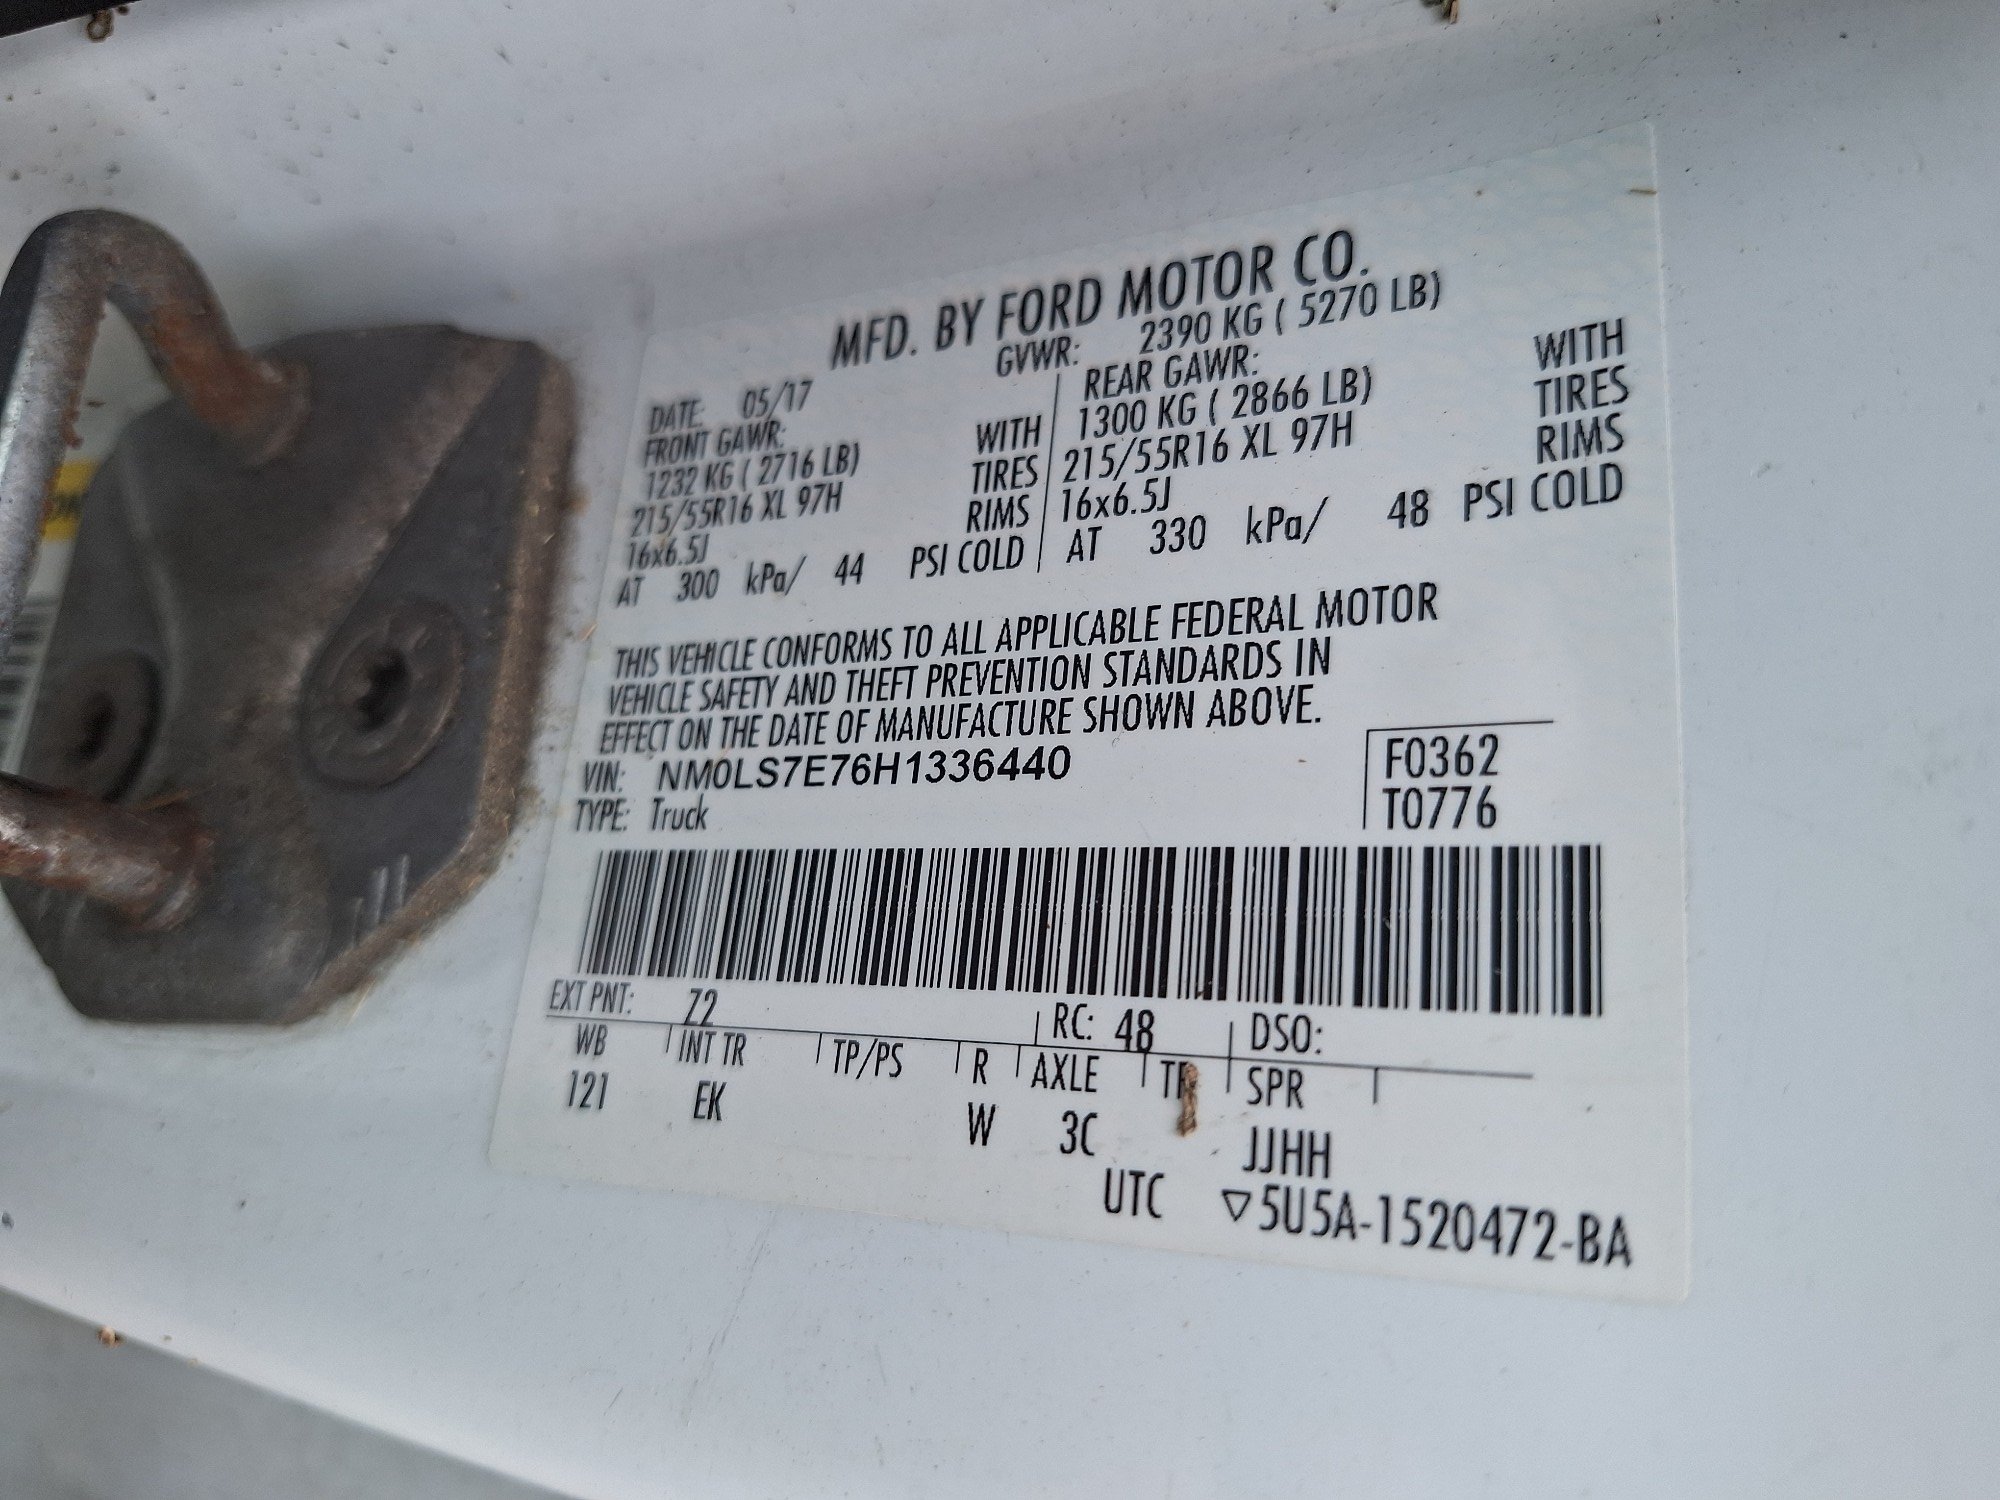 MFD. BY FORD MOTOR CO.
GVWR: 2390 KG ( 5270 LB)
DATE: 05/17
FRONT GAWR:
1232 KG ( 2716 LB) WITH
215/55R16 XL 97H TIRES
16x6.5J RIMS
AT 300 kPa/ 44 PSI COLD
REAR GAWR:
1300 KG ( 2866 LB) WITH
215/55R16 XL 97H TIRES
16x6.5J RIMS
AT 330 kPa/ 48 PSI COLD
THIS VEHICLE CONFORMS TO ALL APPLICABLE FEDERAL MOTOR
VEHICLE SAFETY AND THEFT PREVENTION STANDARDS IN
EFFECT ON THE DATE OF MANUFACTURE SHOWN ABOVE.
VIN: NM0LS7E76H1336440
TYPE: Truck
F0362
T0776
EXT PNT: Z2 RC: 48 DSO:
WB INT TR TP/PS R AXLE TR SPR
121 EK W 3C JJHH
UTC ▽5U5A-1520472-BA